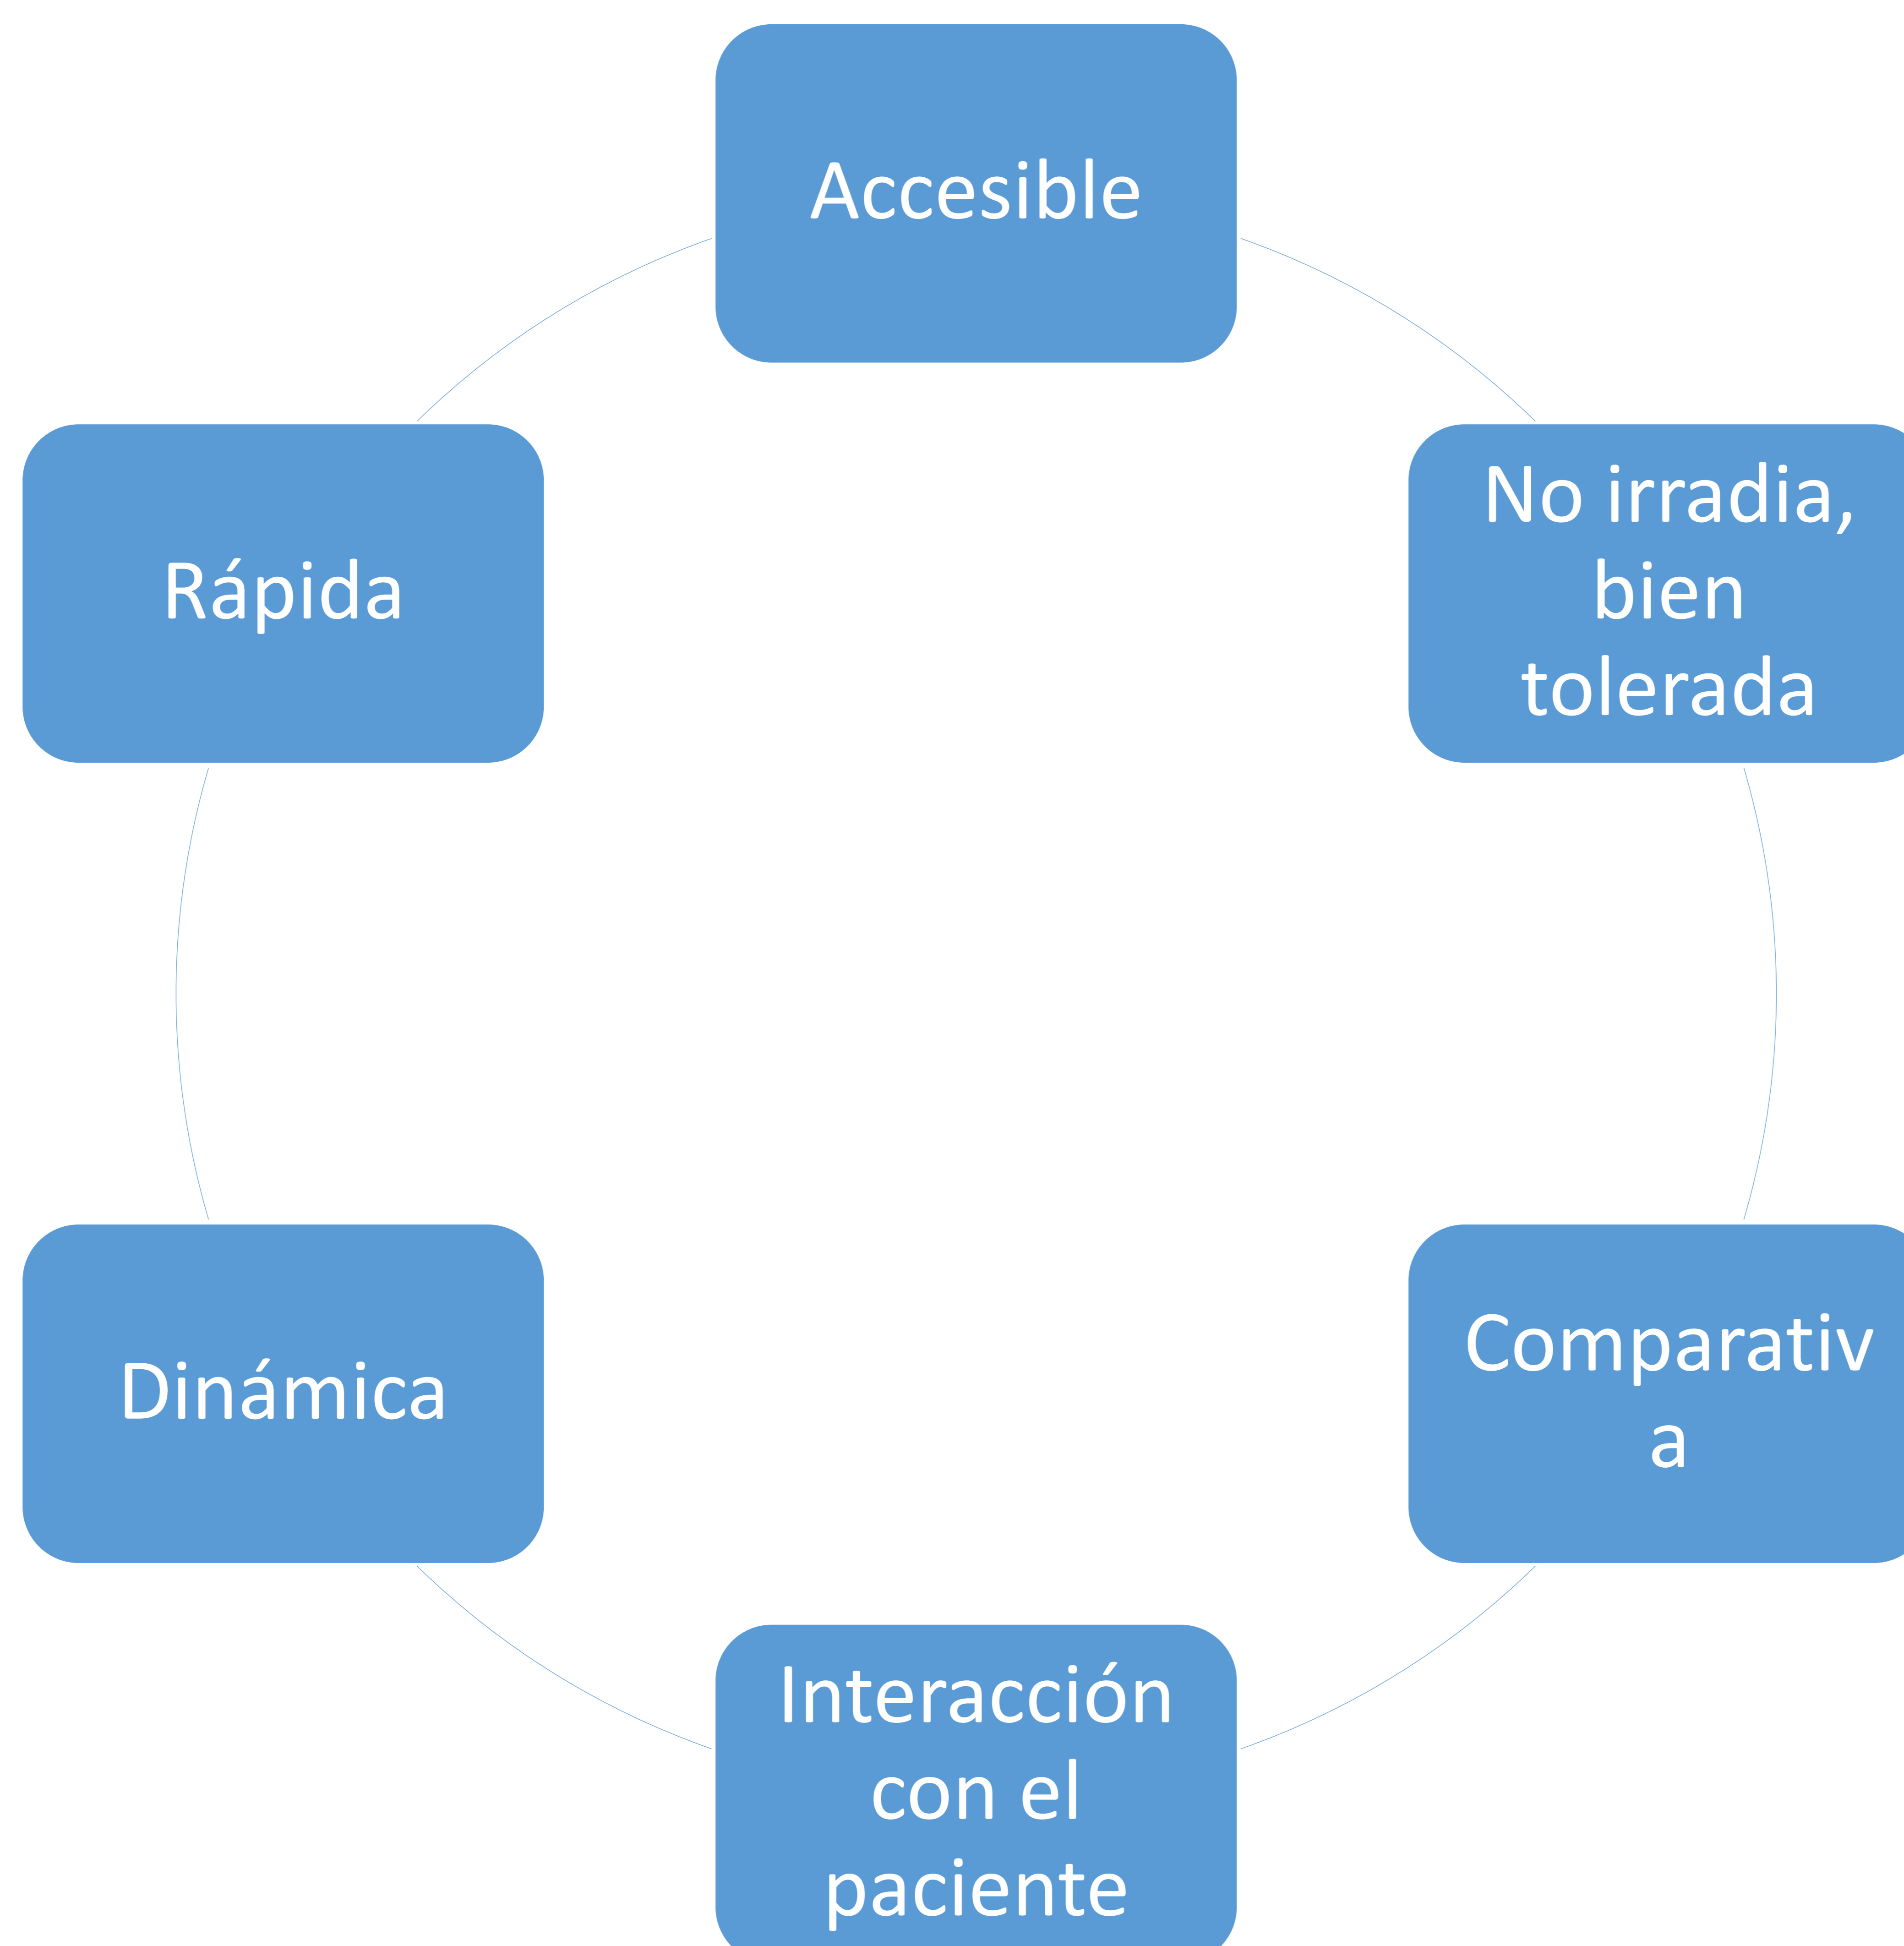 Accesible
No irradia,
bien
tolerada
Comparativ
a
Interacción
con el
paciente
Dinámica
Rápida